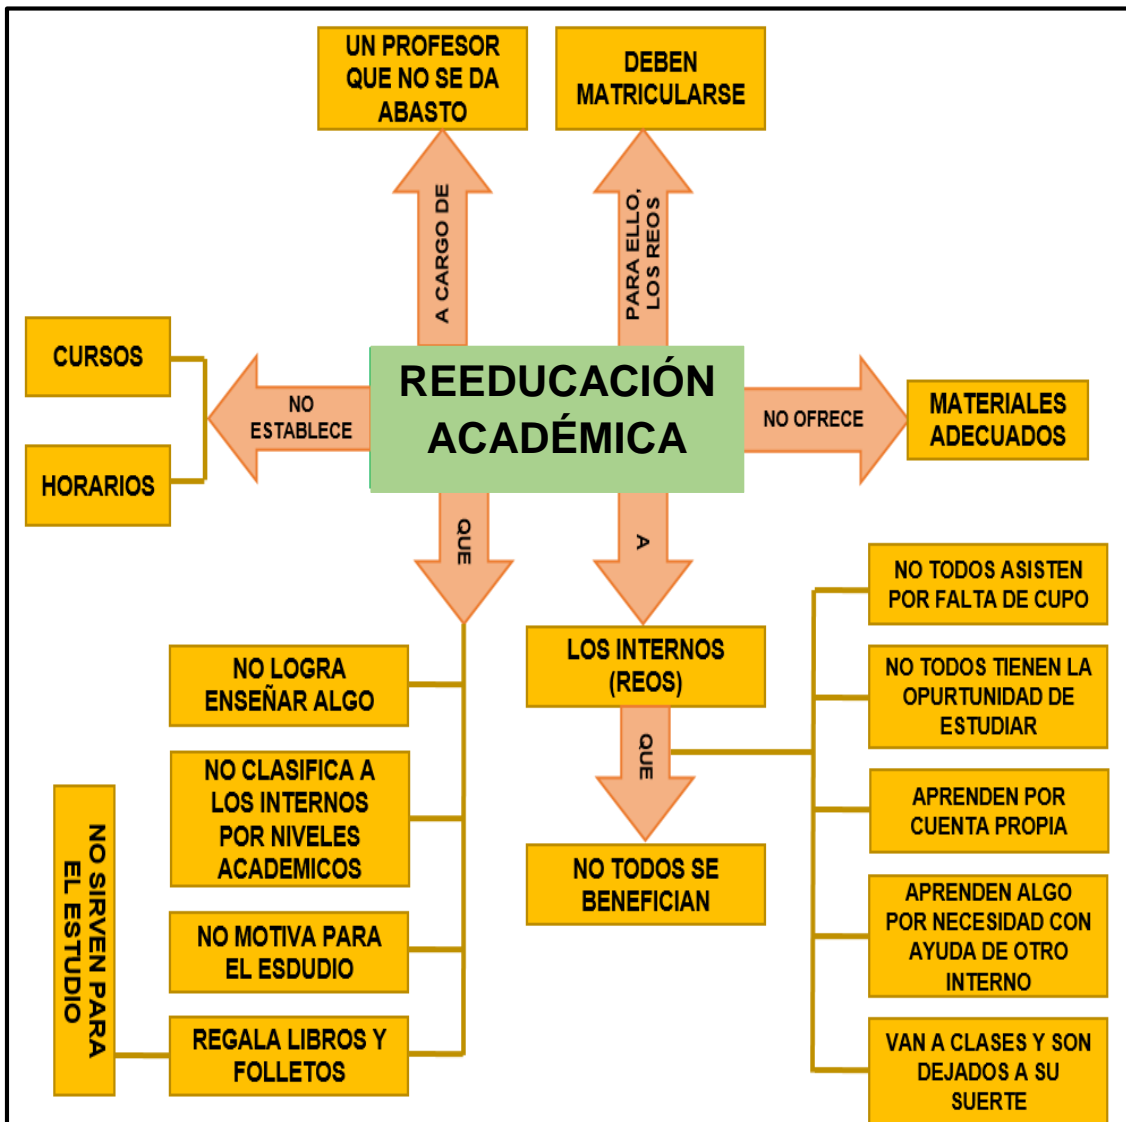 UN PROFESOR
QUE NO SE DA
ABASTO
DEBEN
MATRICULARSE
A CARGO DE
PARA ELLO,
LOS REOS
CURSOS
HORARIOS
NO
ESTABLECE
REEDUCACIÓN
ACADÉMICA
NO OFRECE
MATERIALES
ADECUADOS
QUE
A
NO LOGRA
ENSEÑAR ALGO
NO CLASIFICA A
LOS INTERNOS
POR NIVELES
ACADEMICOS
NO MOTIVA PARA
EL ESDUDIO
REGALA LIBROS Y
FOLLETOS
NO SIRVEN PARA
EL ESTUDIO
LOS INTERNOS
(REOS)
QUE
NO TODOS SE
BENEFICIAN
NO TODOS ASISTEN
POR FALTA DE CUPO
NO TODOS TIENEN LA
OPURTUNIDAD DE
ESTUDIAR
APRENDEN POR
CUENTA PROPIA
APRENDEN ALGO
POR NECESIDAD CON
AYUDA DE OTRO
INTERNO
VAN A CLASES Y SON
DEJADOS A SU
SUERTE